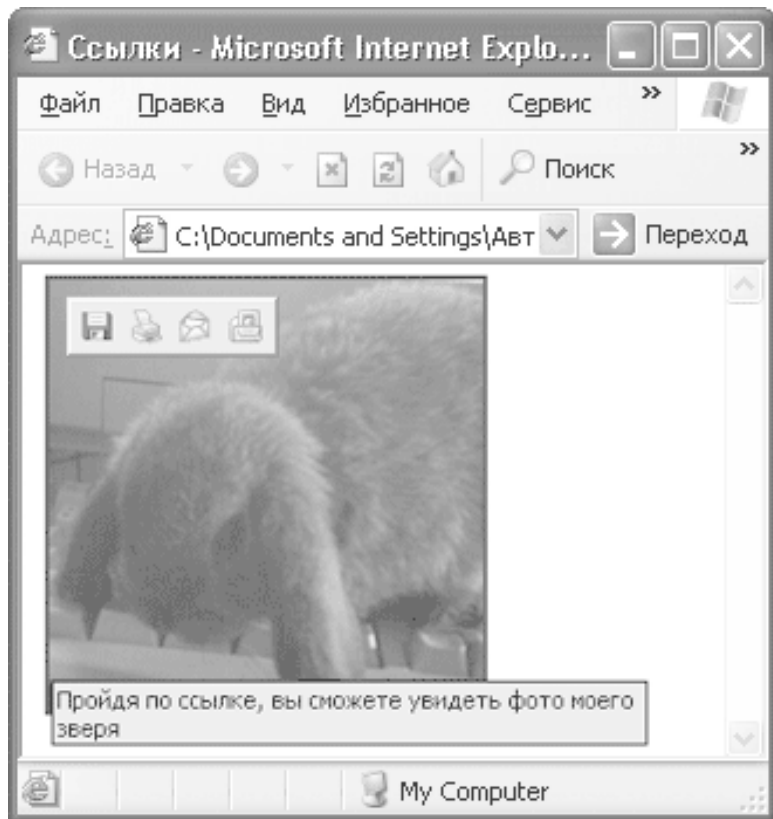 Ссылки - Microsoft Internet Explo...
Файл Правка Вид Избранное Сервис »
Назад Поиск »
Адрес: C:\Documents and Settings\Авт Переход
Пройдя по ссылке, вы сможете увидеть фото моего
зверя
My Computer